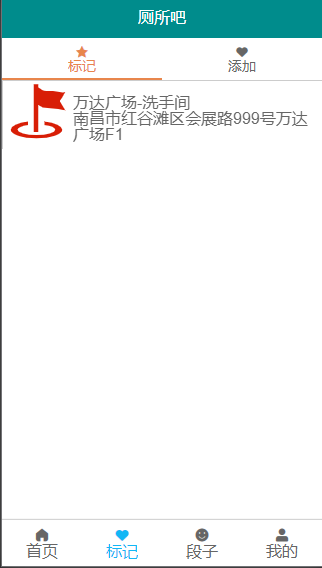 厕所吧
标记
添加
万达广场-洗手间
南昌市红谷滩区会展路999号万达
广场F1
首页
标记
段子
我的